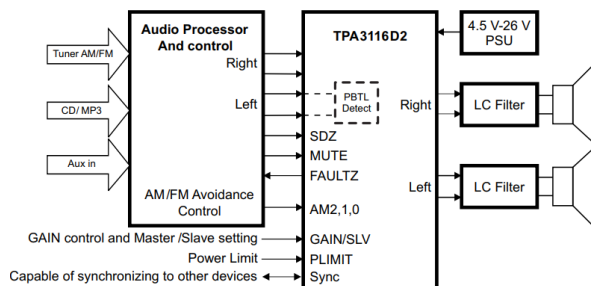 Audio Processor
And control
TPA3116D2
4.5 V-26 V
PSU
Tuner AM/FM
Right
Left
PBTL
Detect
Right
LC Filter
CD/ MP3
SDZ
MUTE
Aux in
FAULTZ
Left
LC Filter
AM/FM Avoidance
Control
AM2,1,0
GAIN control and Master /Slave setting
GAIN/SLV
Power Limit
PLIMIT
Capable of synchronizing to other devices
Sync